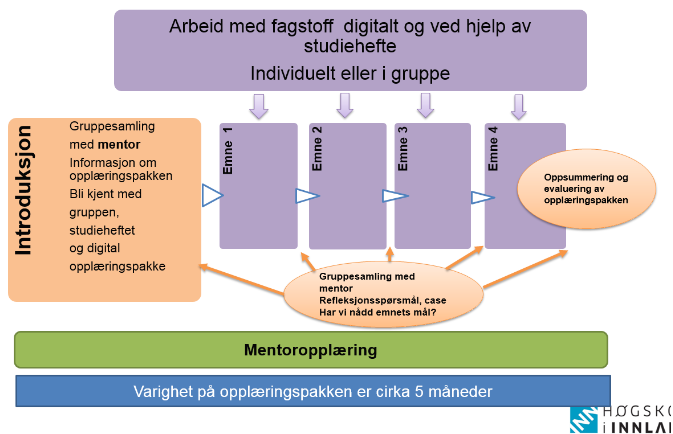 Arbeid med fagstoff digitalt og ved hjelp av
studiehefte
Individuelt eller i gruppe
Introduksjon
Gruppesamling
med mentor
Informasjon om
opplæringspakken
Bli kjent med
gruppen,
studieheftet
og digital
opplæringspakke
Emne 1
Emne 2
Emne 3
Emne 4
Oppsummering og
evaluering av
opplæringspakken
Gruppesamling med
mentor
Refleksjonsspørsmål, case
Har vi nådd emnets mål?
Mentoropplæring
Varighet på opplæringspakken er cirka 5 måneder
INN
HØGSKO
i INNLA